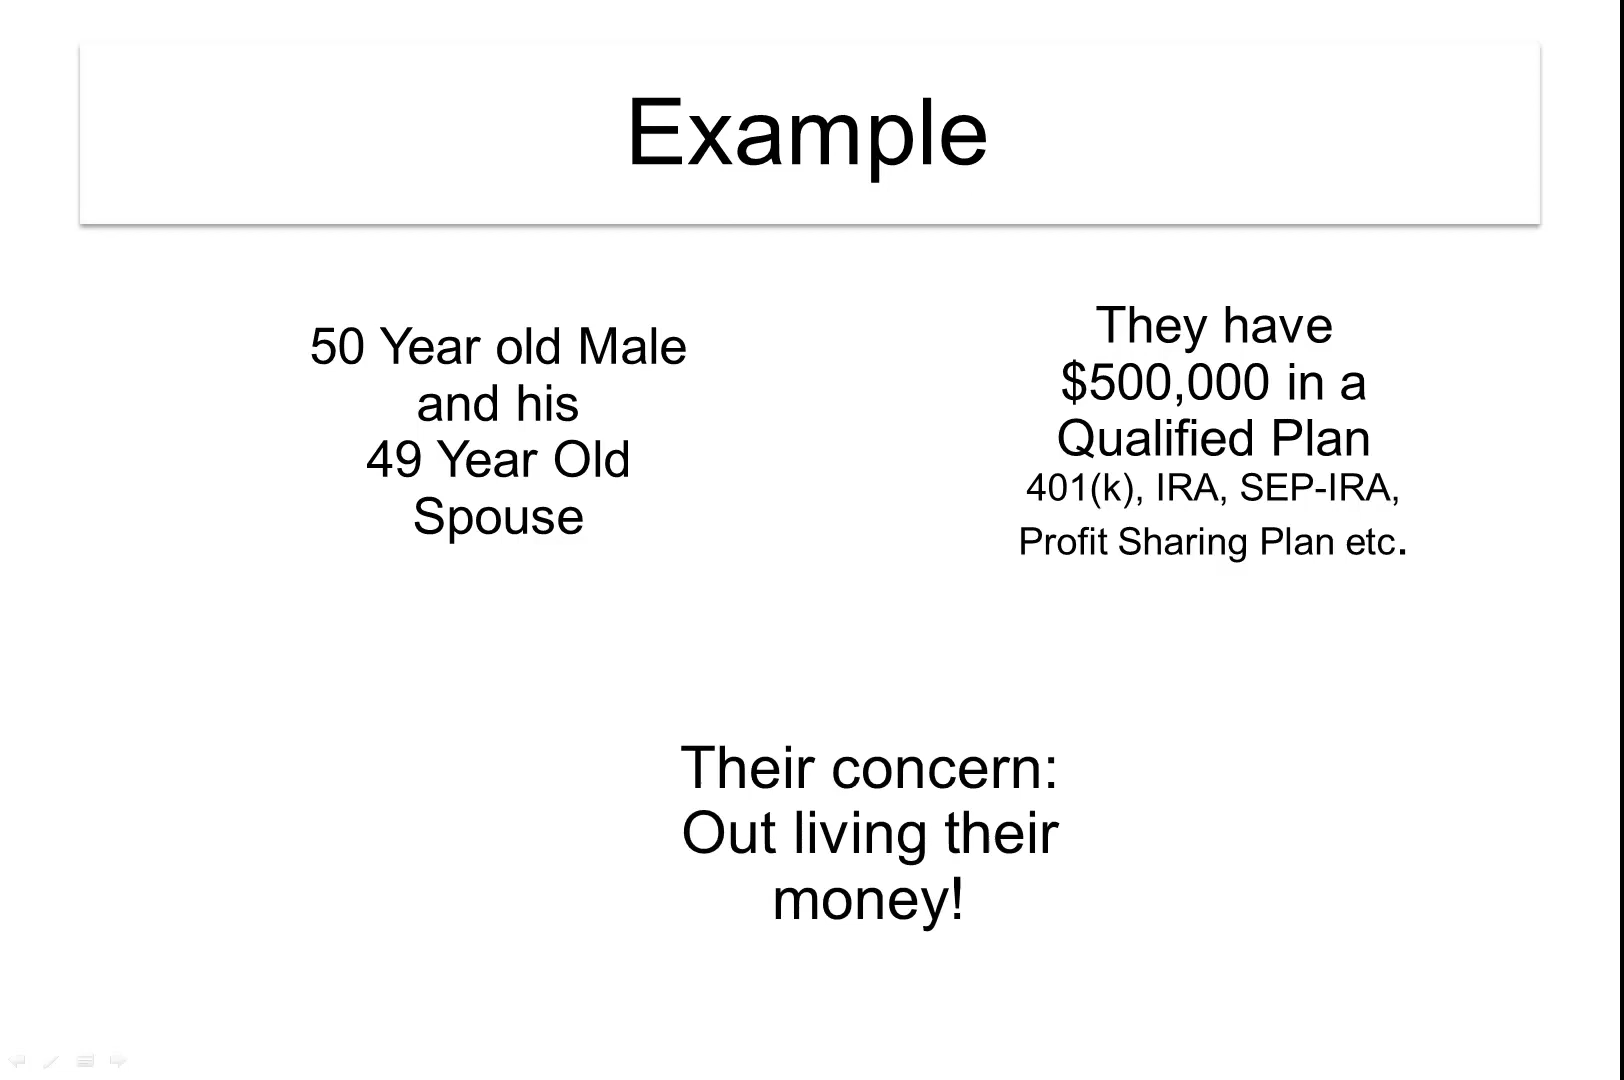 Example
50 Year old Male
and his
49 Year Old
Spouse
They have
$500,000 in a
Qualified Plan
401(k), IRA, SEP-IRA,
Profit Sharing Plan etc.
Their concern:
Out living their
money!